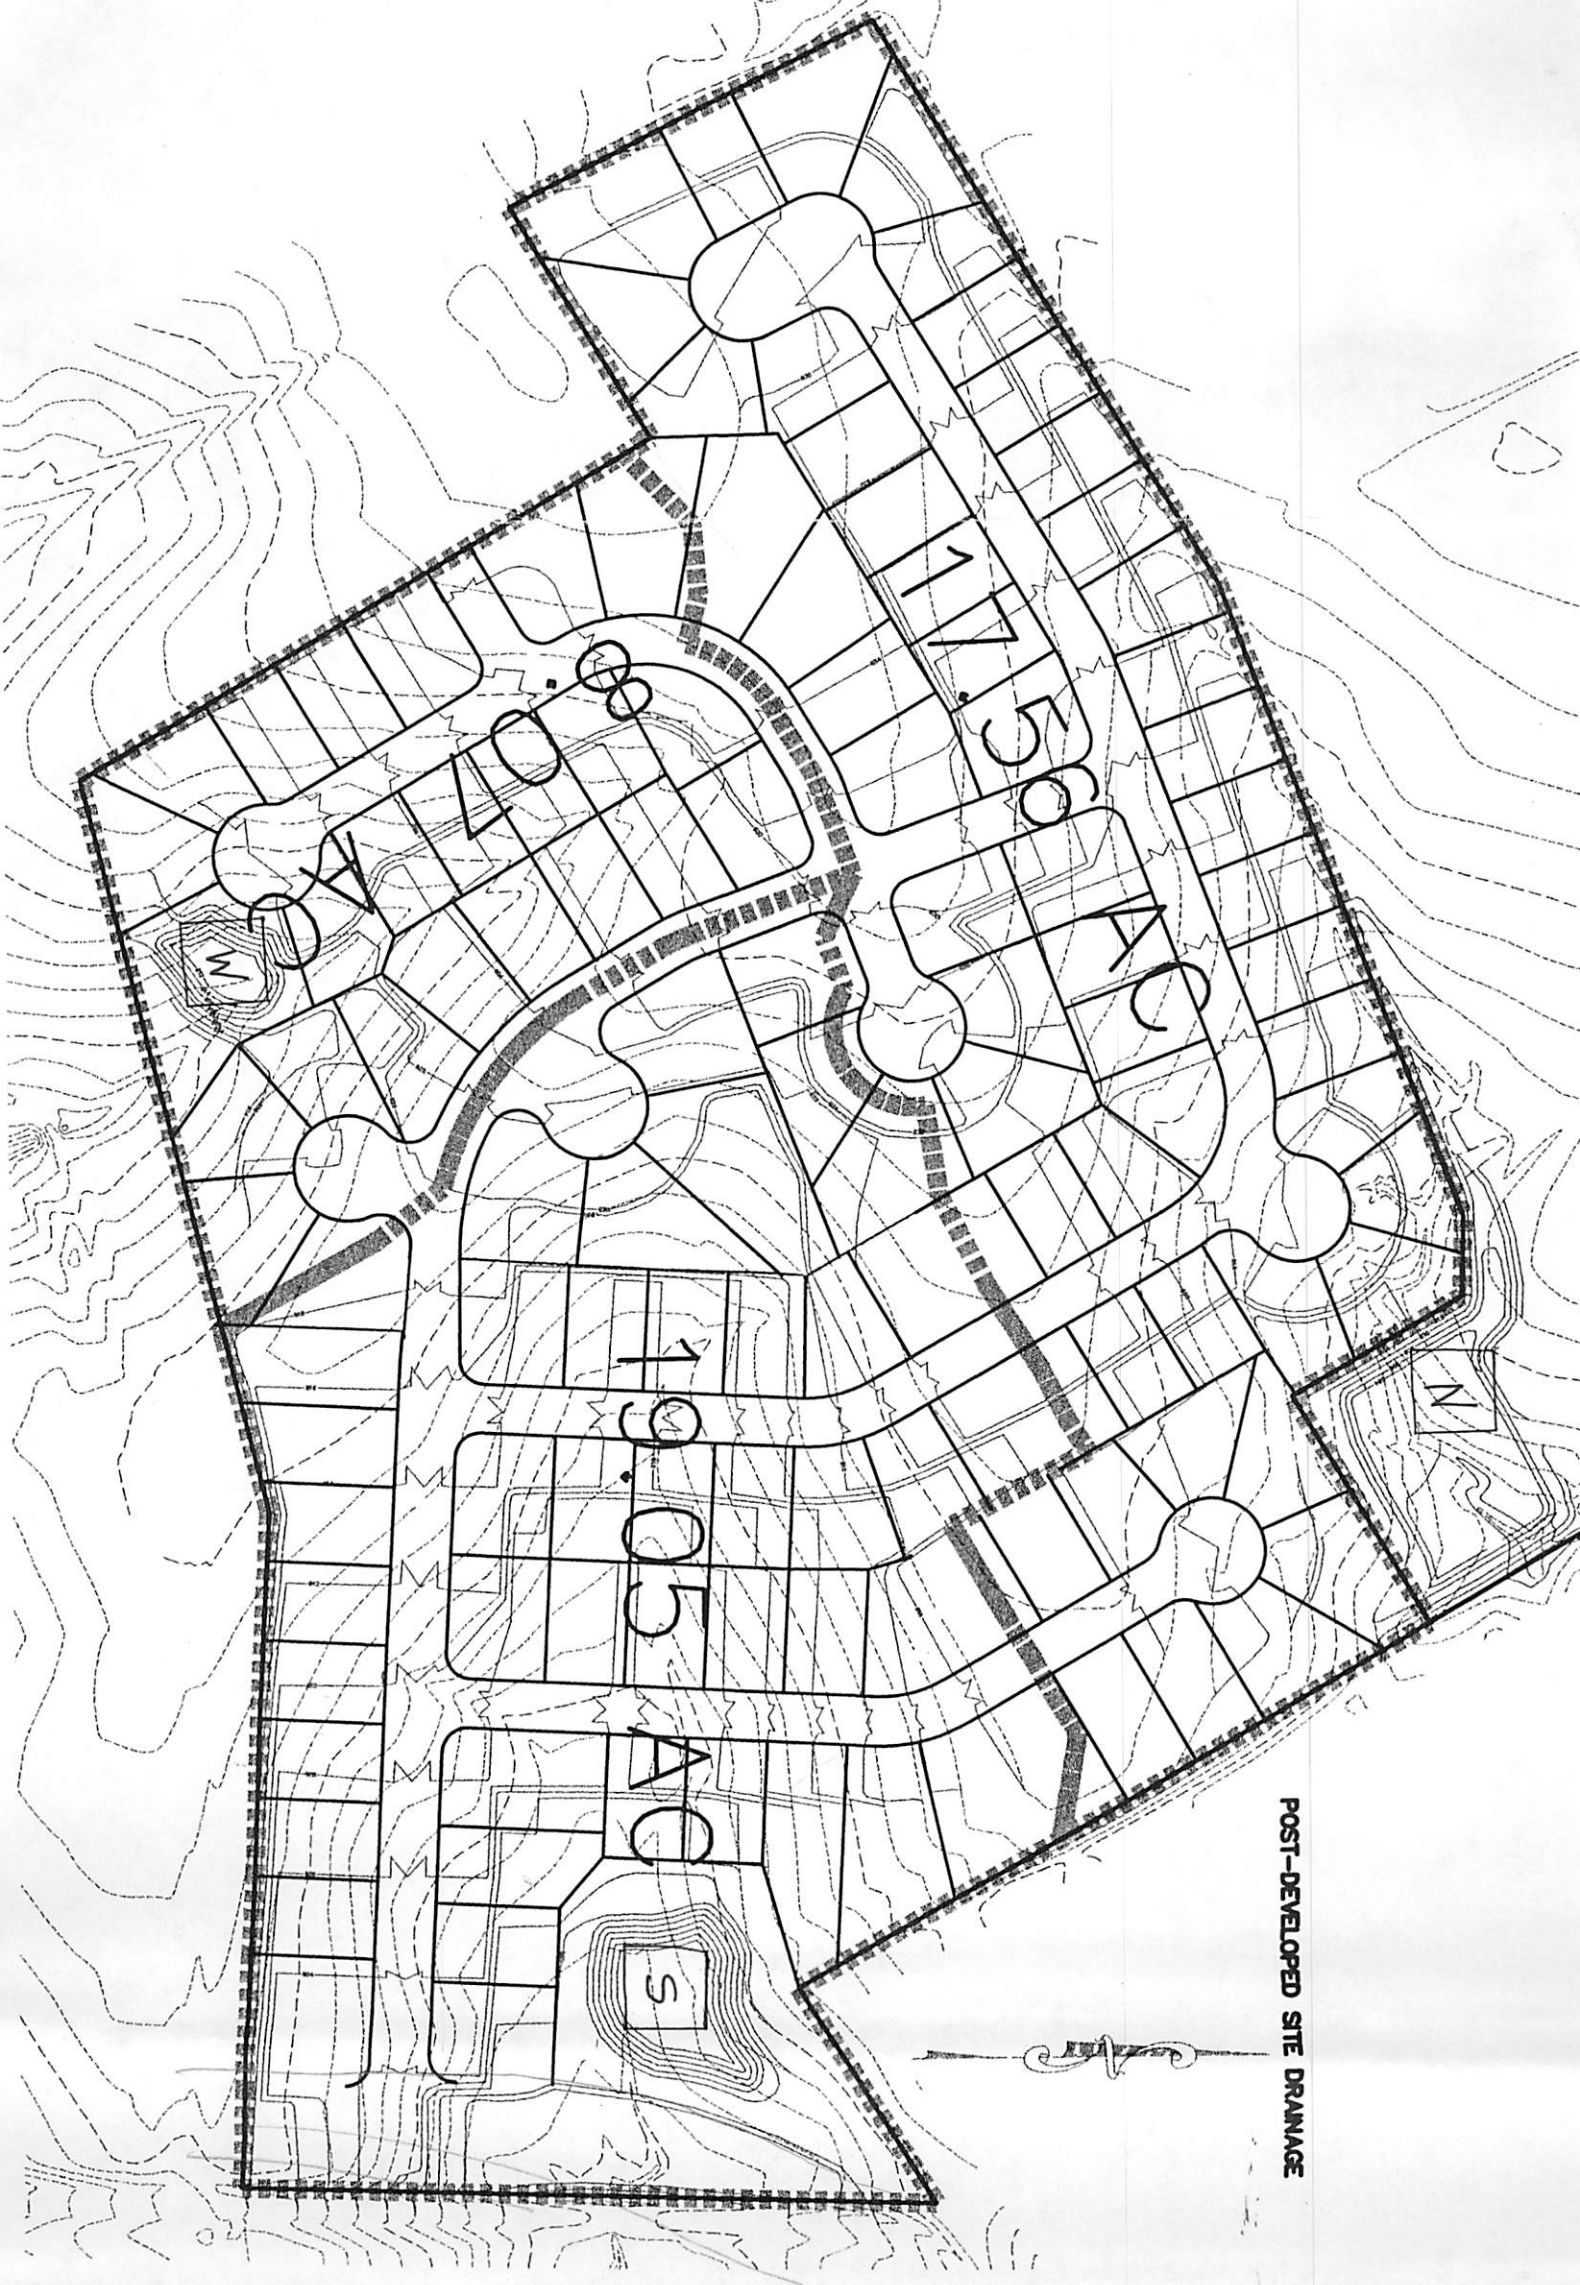 POST-DEVELOPED SITE DRAINAGE
17.56 AC
8.07 AC
19.05 AC
N
W
S
N